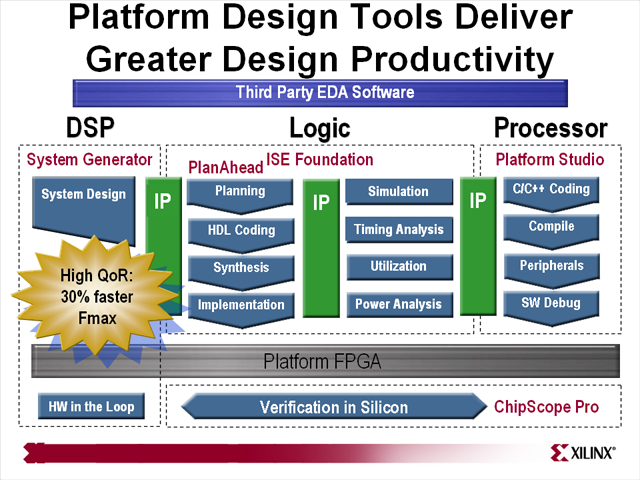 Platform Design Tools Deliver
Greater Design Productivity
Third Party EDA Software
DSP
Logic
Processor
System Generator
PlanAhead
ISE Foundation
Platform Studio
System Design
IP
Planning
HDL Coding
Synthesis
Implementation
IP
Simulation
Timing Analysis
Utilization
Power Analysis
IP
C/C++ Coding
Compile
Peripherals
SW Debug
High QoR:
30% faster
Fmax
Platform FPGA
HW in the Loop
Verification in Silicon
ChipScope Pro
XILINX®